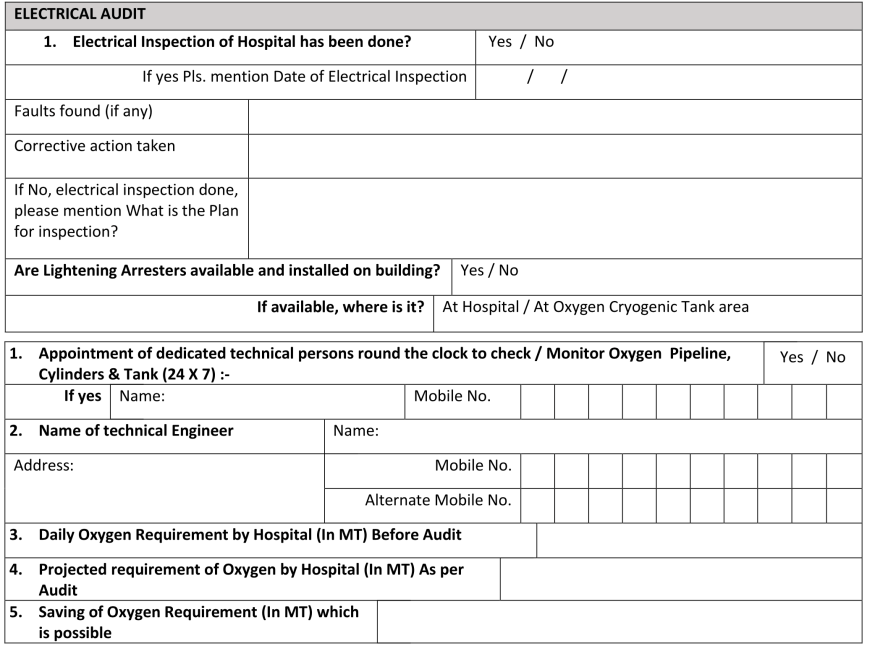 ELECTRICAL AUDIT
1. Electrical Inspection of Hospital has been done? Yes / No
If yes Pls. mention Date of Electrical Inspection / /
Faults found (if any)
Corrective action taken
If No, electrical inspection done,
please mention What is the Plan
for inspection?
Are Lightening Arresters available and installed on building? Yes / No
If available, where is it? At Hospital / At Oxygen Cryogenic Tank area
1. Appointment of dedicated technical persons round the clock to check / Monitor Oxygen Pipeline, Yes / No
Cylinders & Tank (24 X 7) :-
If yes Name: Mobile No.
2. Name of technical Engineer Name:
Address: Mobile No.
Alternate Mobile No.
3. Daily Oxygen Requirement by Hospital (In MT) Before Audit
4. Projected requirement of Oxygen by Hospital (In MT) As per
Audit
5. Saving of Oxygen Requirement (In MT) which
is possible